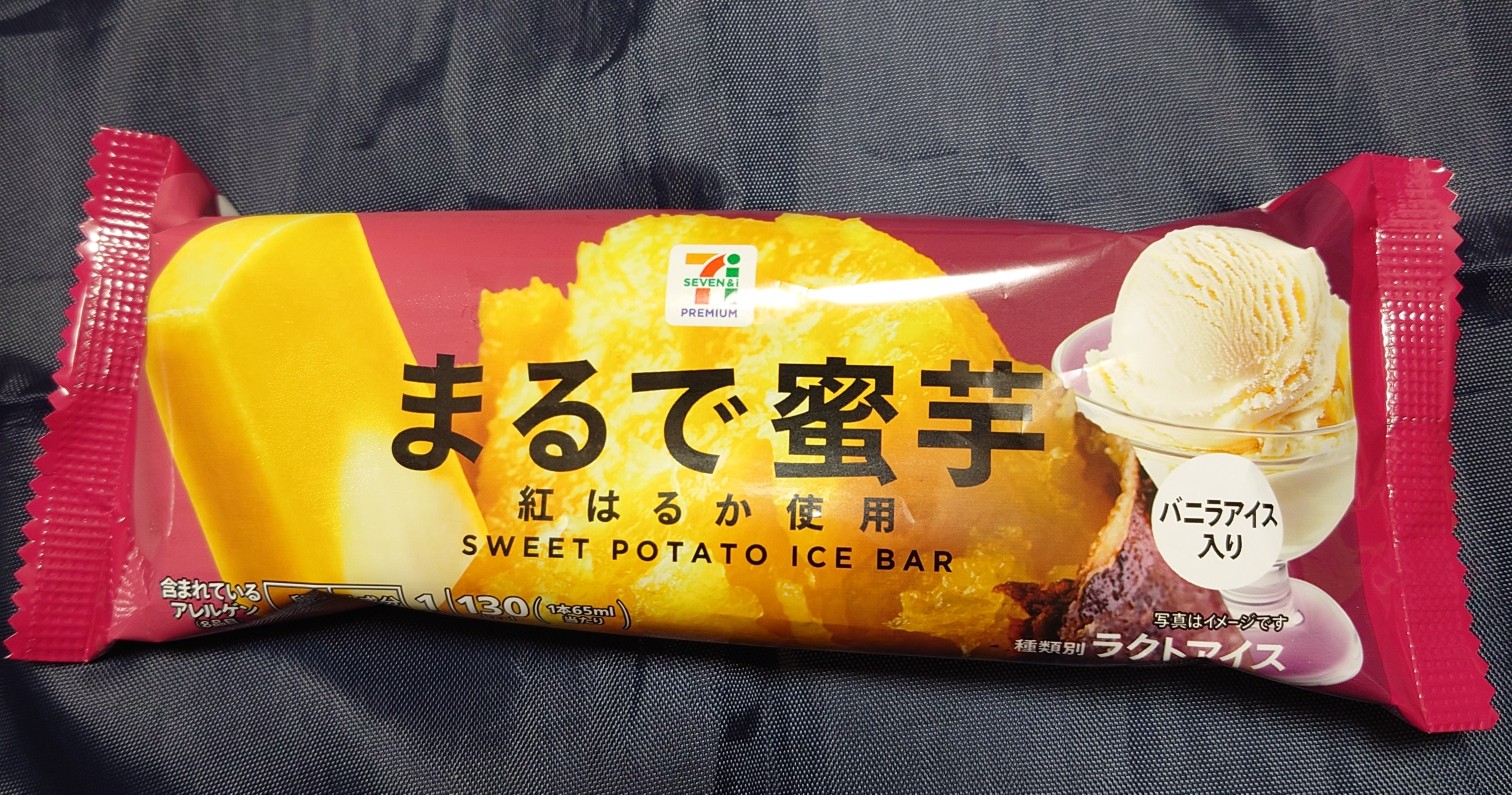 SEVEN&i
PREMIUM
まるで蜜芋
紅はるか使用
SWEET POTATO ICE BAR
バニラアイス
入り
含まれている
アレルゲン
130
(1本65ml
当たり)
写真はイメージです
種類別 ラクトアイス